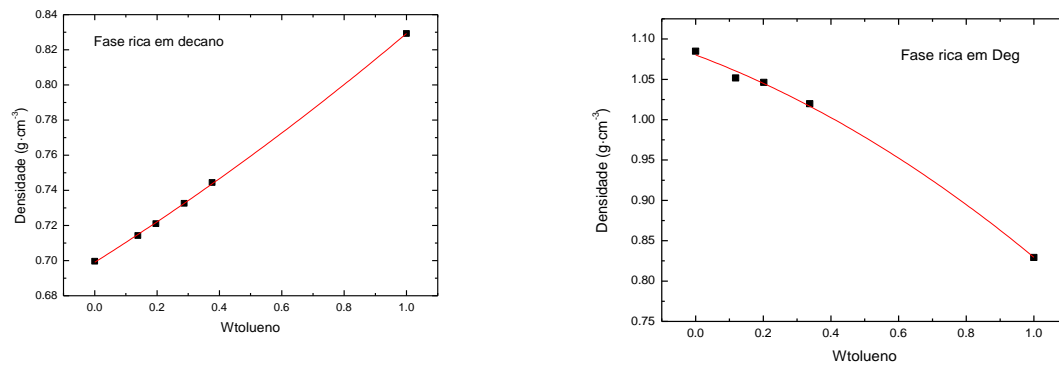 Fase rica em decano
Densidade (g·cm⁻³)
0.84
0.82
0.80
0.78
0.76
0.74
0.72
0.70
0.68
0.0 0.2 0.4 0.6 0.8 1.0
Wtolueno
Fase rica em Deg
Densidade (g·cm⁻³)
1.10
1.05
1.00
0.95
0.90
0.85
0.80
0.75
0.0 0.2 0.4 0.6 0.8 1.0
Wtolueno